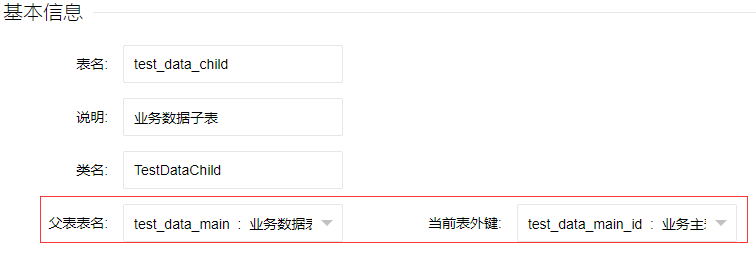 基本信息
表名: test_data_child
说明: 业务数据子表
类名: TestDataChild
父表表名: test_data_main : 业务数据 当前表外键: test_data_main_id : 业务主